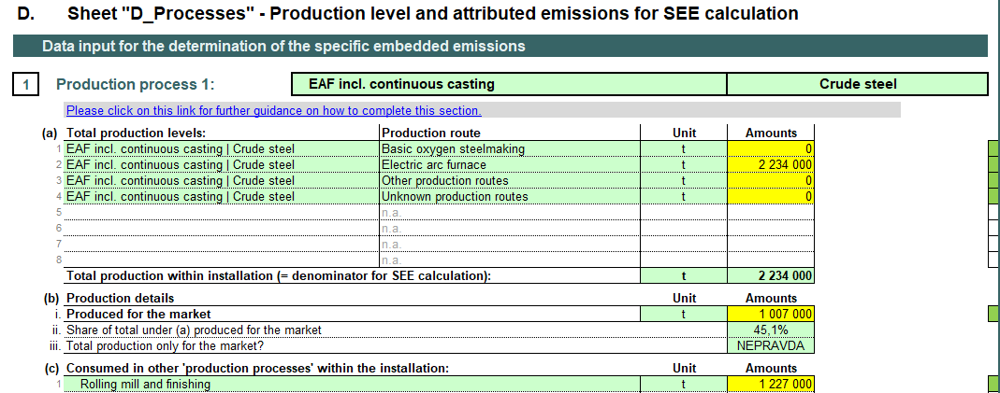 D. Sheet "D_Processes" - Production level and attributed emissions for SEE calculation
Data input for the determination of the specific embedded emissions
1 Production process 1: EAF incl. continuous casting Crude steel
Please click on this link for further guidance on how to complete this section.
(a) Total production levels: Production route Unit Amounts
1 EAF incl. continuous casting | Crude steel Basic oxygen steelmaking t 0
2 EAF incl. continuous casting | Crude steel Electric arc furnace t 2 234 000
3 EAF incl. continuous casting | Crude steel Other production routes t 0
4 EAF incl. continuous casting | Crude steel Unknown production routes t 0
5 n.a.
6 n.a.
7 n.a.
8 n.a.
Total production within installation (= denominator for SEE calculation): t 2 234 000
(b) Production details Unit Amounts
i. Produced for the market t 1 007 000
ii. Share of total under (a) produced for the market 45,1%
iii. Total production only for the market? NEPRAVDA
(c) Consumed in other 'production processes' within the installation: Unit Amounts
1 Rolling mill and finishing t 1 227 000